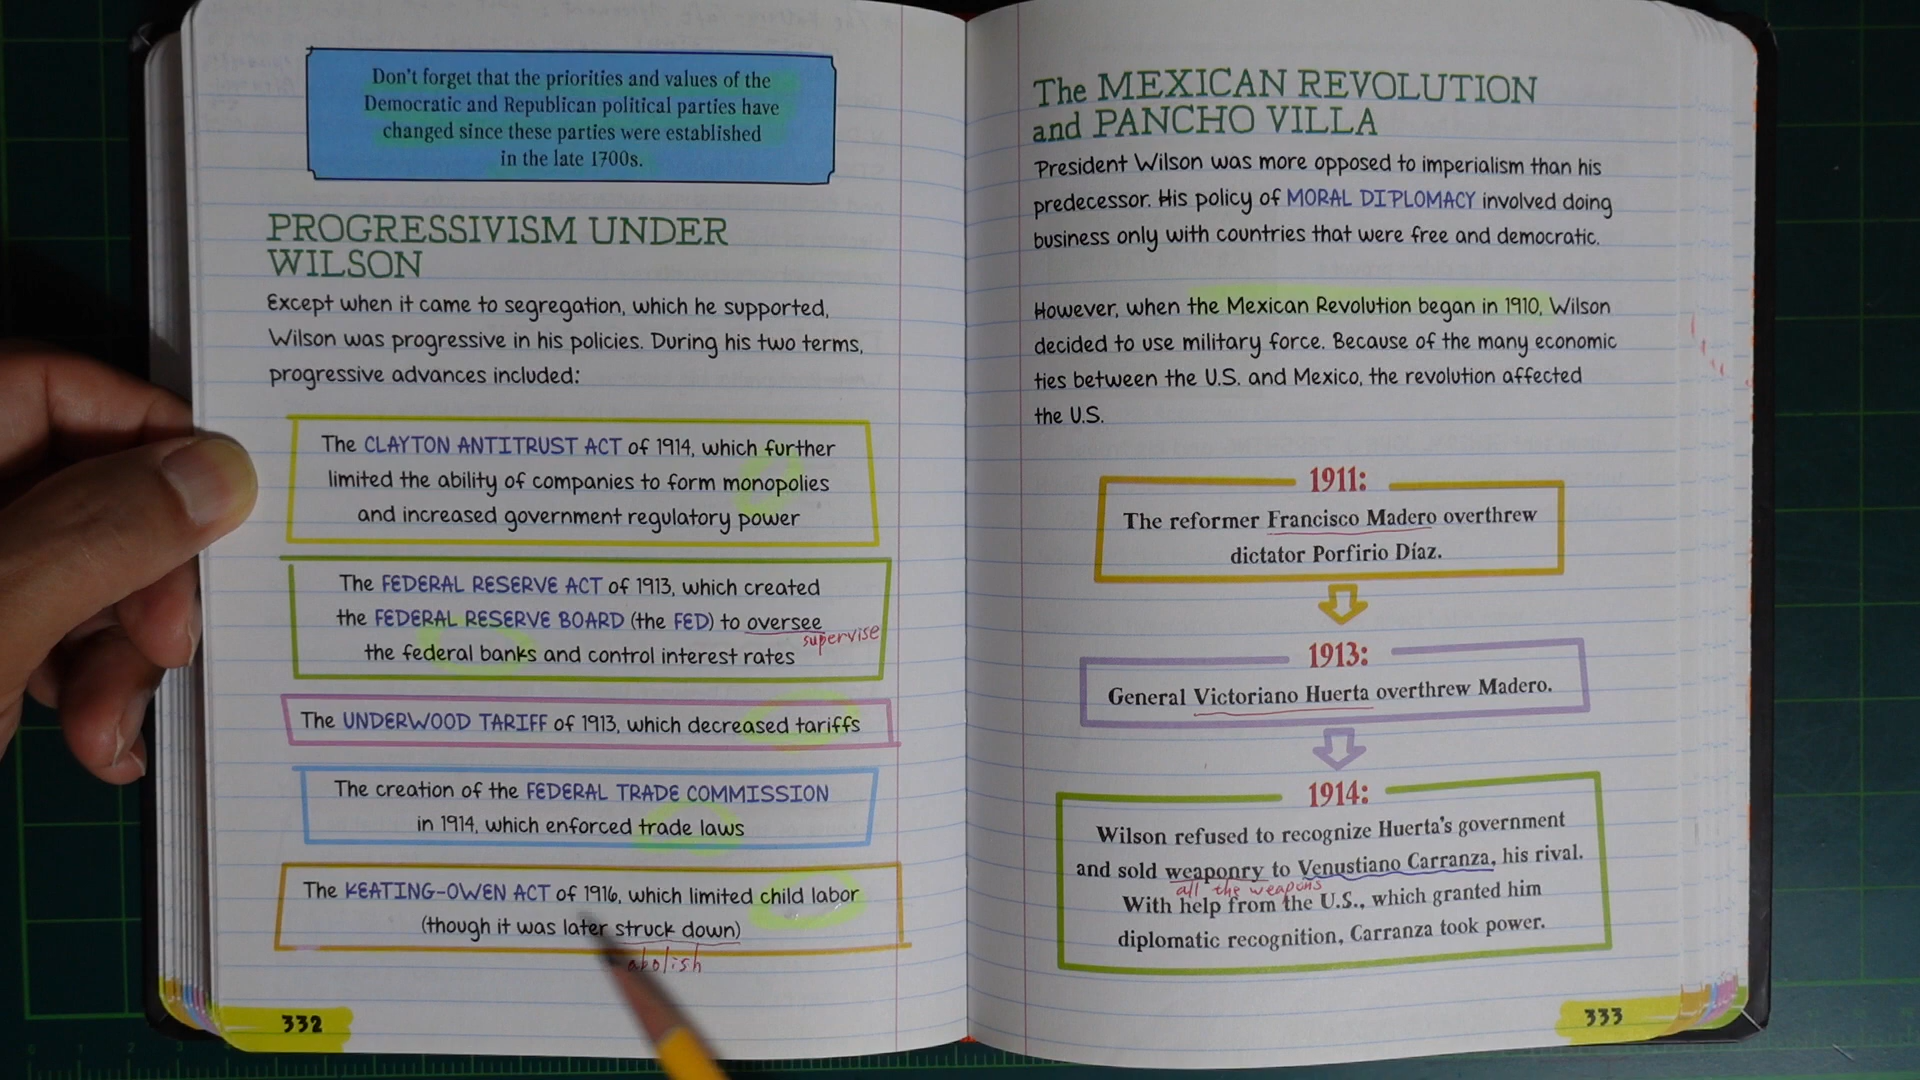 Don't forget that the priorities and values of the
Democratic and Republican political parties have
changed since these parties were established
in the late 1700s.
PROGRESSIVISM UNDER
WILSON
Except when it came to segregation, which he supported,
Wilson was progressive in his policies. During his two terms,
progressive advances included:
The CLAYTON ANTITRUST ACT of 1914, which further
limited the ability of companies to form monopolies
and increased government regulatory power
The FEDERAL RESERVE ACT of 1913, which created
the FEDERAL RESERVE BOARD (the FED) to oversee
supervise
the federal banks and control interest rates
The UNDERWOOD TARIFF of 1913, which decreased tariffs
The creation of the FEDERAL TRADE COMMISSION
in 1914, which enforced trade laws
The KEATING-OWEN ACT of 1916, which limited child labor
(though it was later struck down)
abolish
332
The MEXICAN REVOLUTION
and PANCHO VILLA
President Wilson was more opposed to imperialism than his
predecessor. His policy of MORAL DIPLOMACY involved doing
business only with countries that were free and democratic.
However, when the Mexican Revolution began in 1910, Wilson
decided to use military force. Because of the many economic
ties between the U.S. and Mexico, the revolution affected
the U.S.
1911:
The reformer Francisco Madero overthrew
dictator Porfirio Díaz.
1913:
General Victoriano Huerta overthrew Madero.
1914:
Wilson refused to recognize Huerta's government
and sold weaponry to Venustiano Carranza, his rival.
all the weapons
With help from the U.S., which granted him
diplomatic recognition, Carranza took power.
333